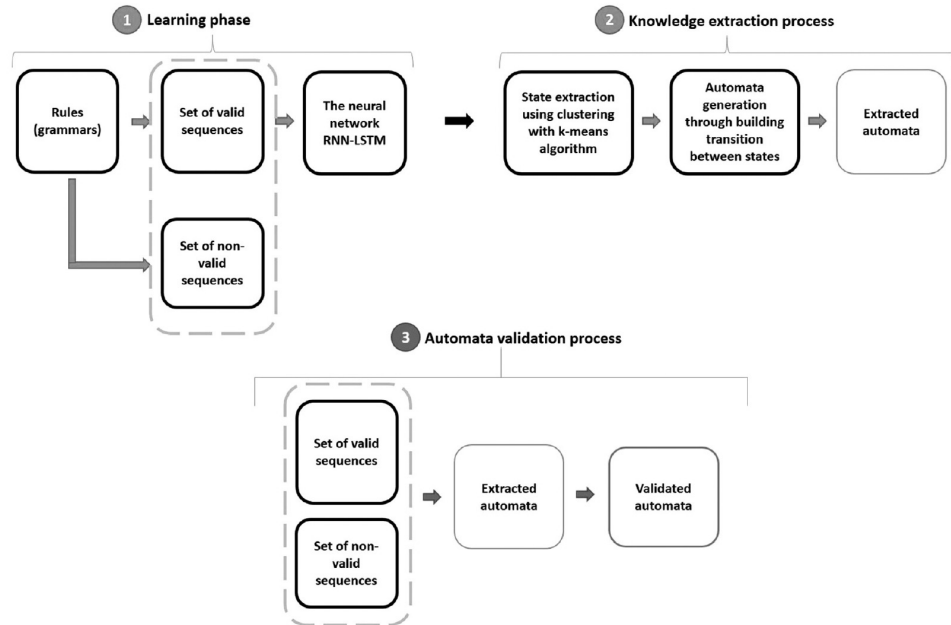 1 Learning phase
2 Knowledge extraction process
Rules
(grammars)
Set of valid
sequences
The neural
network
RNN-LSTM
State extraction
using clustering
with k-means
algorithm
Automata
generation
through building
transition
between states
Extracted
automata
Set of non-
valid
sequences
3 Automata validation process
Set of valid
sequences
Set of non-
valid sequences
Extracted
automata
Validated
automata